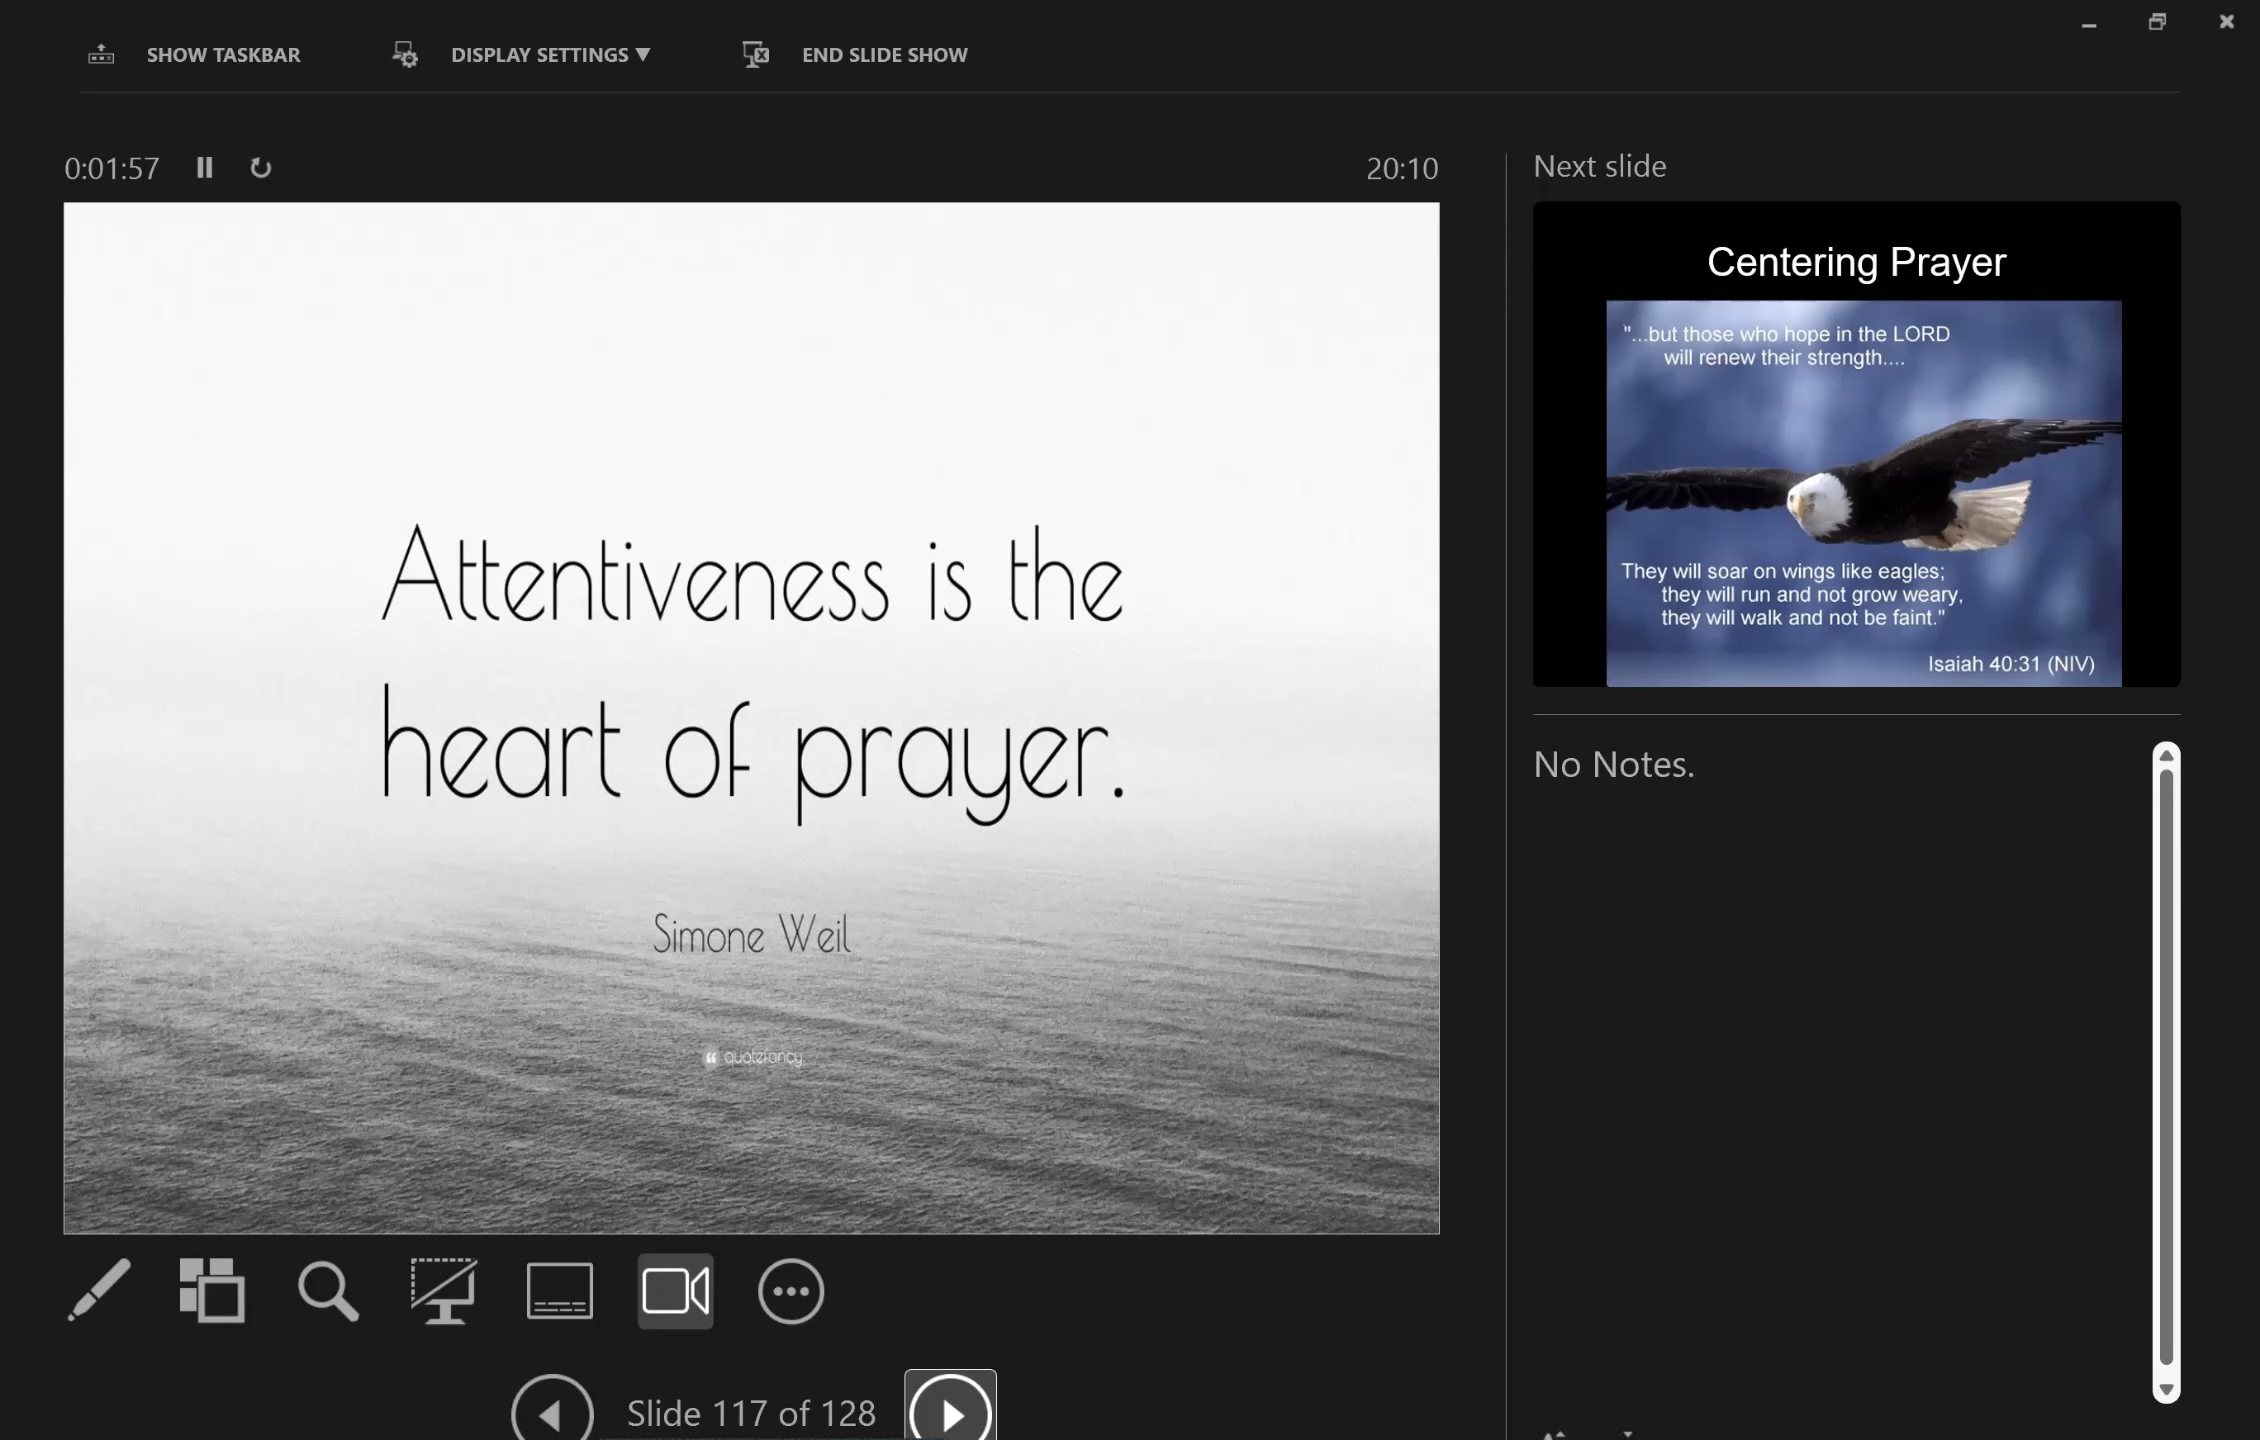 SHOW TASKBAR
DISPLAY SETTINGS ▼
END SLIDE SHOW
0:01:57
20:10
Attentiveness is the
heart of prayer.
Simone Weil
quotefancy
Slide 117 of 128
Next slide
Centering Prayer
"...but those who hope in the LORD
will renew their strength....
They will soar on wings like eagles;
they will run and not grow weary,
they will walk and not be faint."
Isaiah 40:31 (NIV)
No Notes.